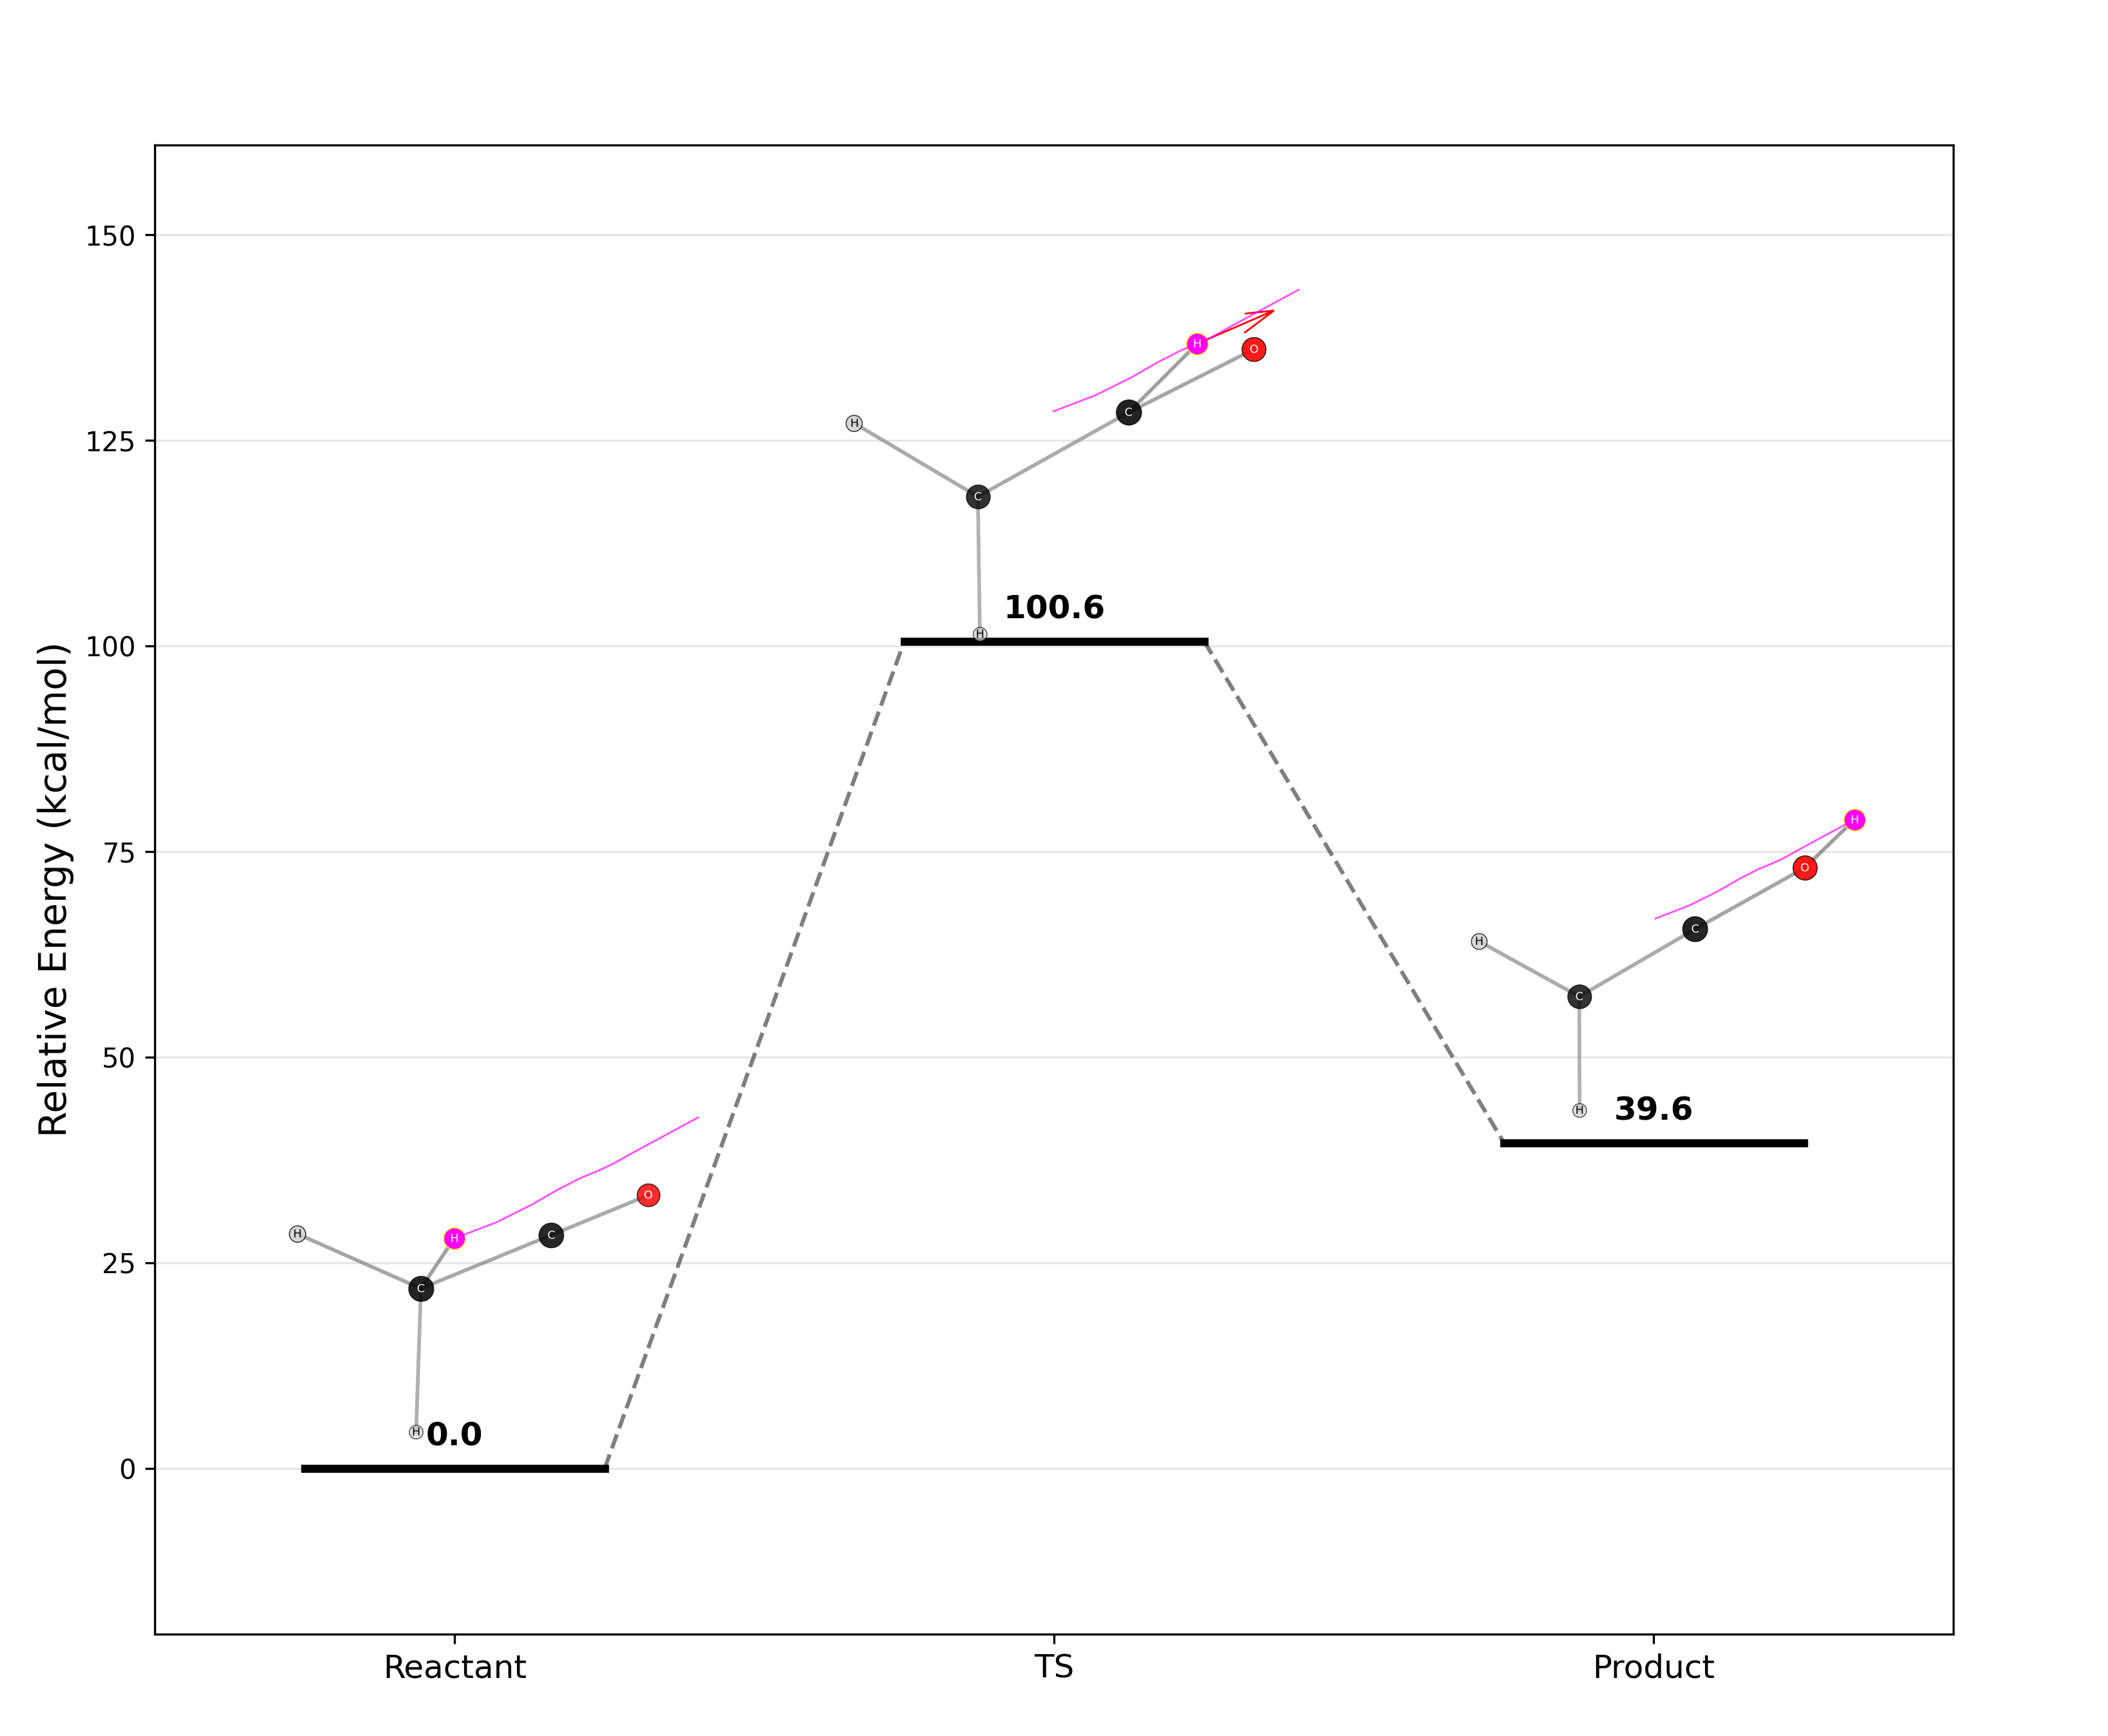 Relative Energy (kcal/mol)
150
125
100
75
50
25
0
H
O
C
H
C
H
100.6
H
O
C
H
C
H
39.6
H
H
O
C
C
H
0.0
Reactant
TS
Product